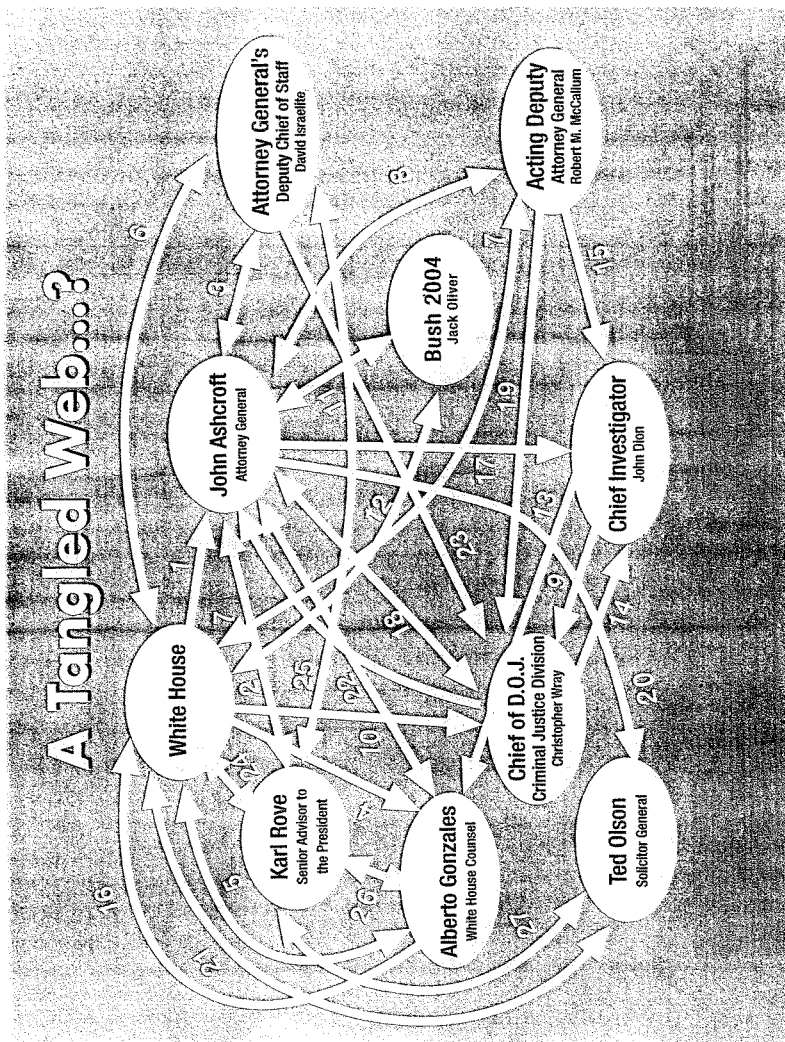 A Tangled Web...?
6
16
White House
1
John Ashcroft
Attorney General
3
Attorney General's
Deputy Chief of Staff
David Israelite
21
5
24
2
7
25
Karl Rove
Senior Advisor to
the President
4
10
22
12
11
8
Bush 2004
Jack Oliver
26
18
Alberto Gonzales
White House Counsel
23
17
19
7
Acting Deputy
Attorney General
Robert M. McCallum
21
Chief of D.O.J.
Criminal Justice Division
Christopher Wray
9
13
15
14
Chief Investigator
John Dion
20
Ted Olson
Solicitor General